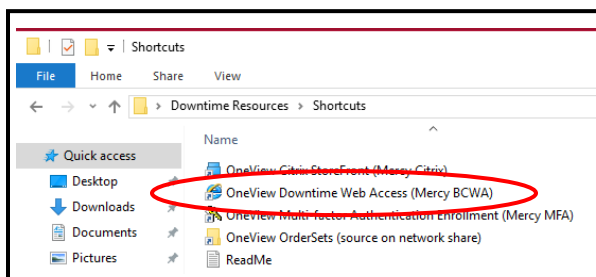 Shortcuts
File Home Share View
Downtime Resources > Shortcuts
Name
Quick access
Desktop
Downloads
Documents
Pictures
OneView Citrix StoreFront (Mercy Citrix)
OneView Downtime Web Access (Mercy BCWA)
OneView Multi-factor Authentication Enrollment (Mercy MFA)
OneView OrderSets (source on network share)
ReadMe